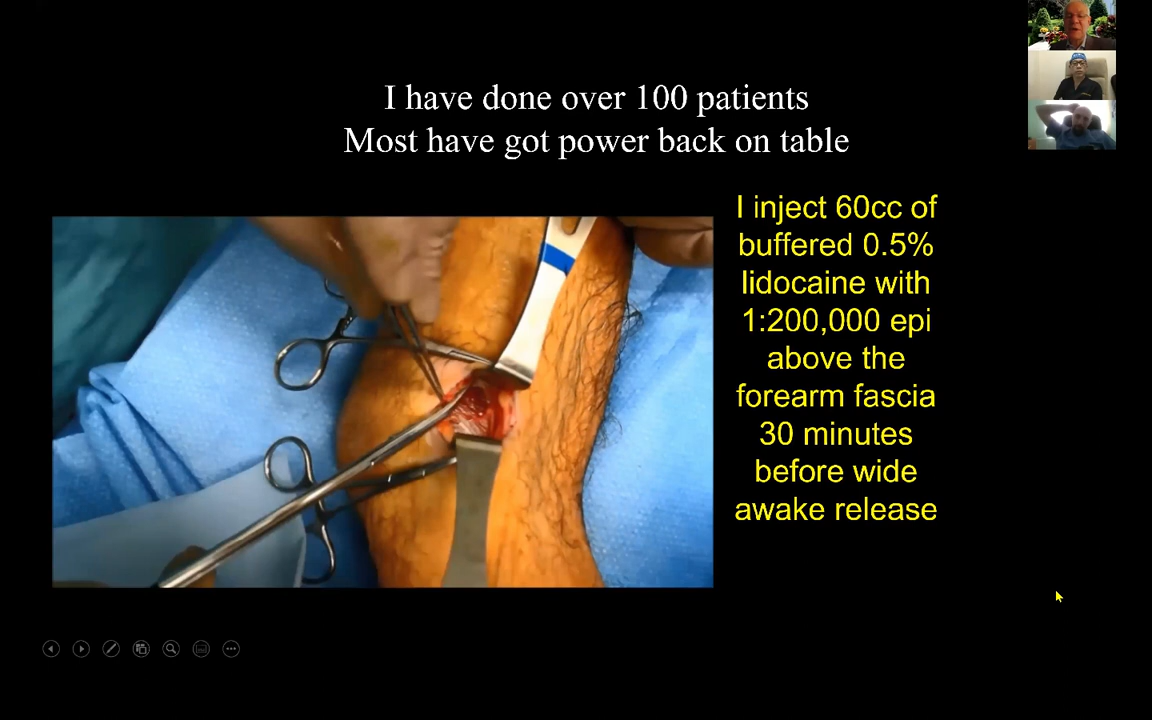 I have done over 100 patients
Most have got power back on table
I inject 60cc of
buffered 0.5%
lidocaine with
1:200,000 epi
above the
forearm fascia
30 minutes
before wide
awake release